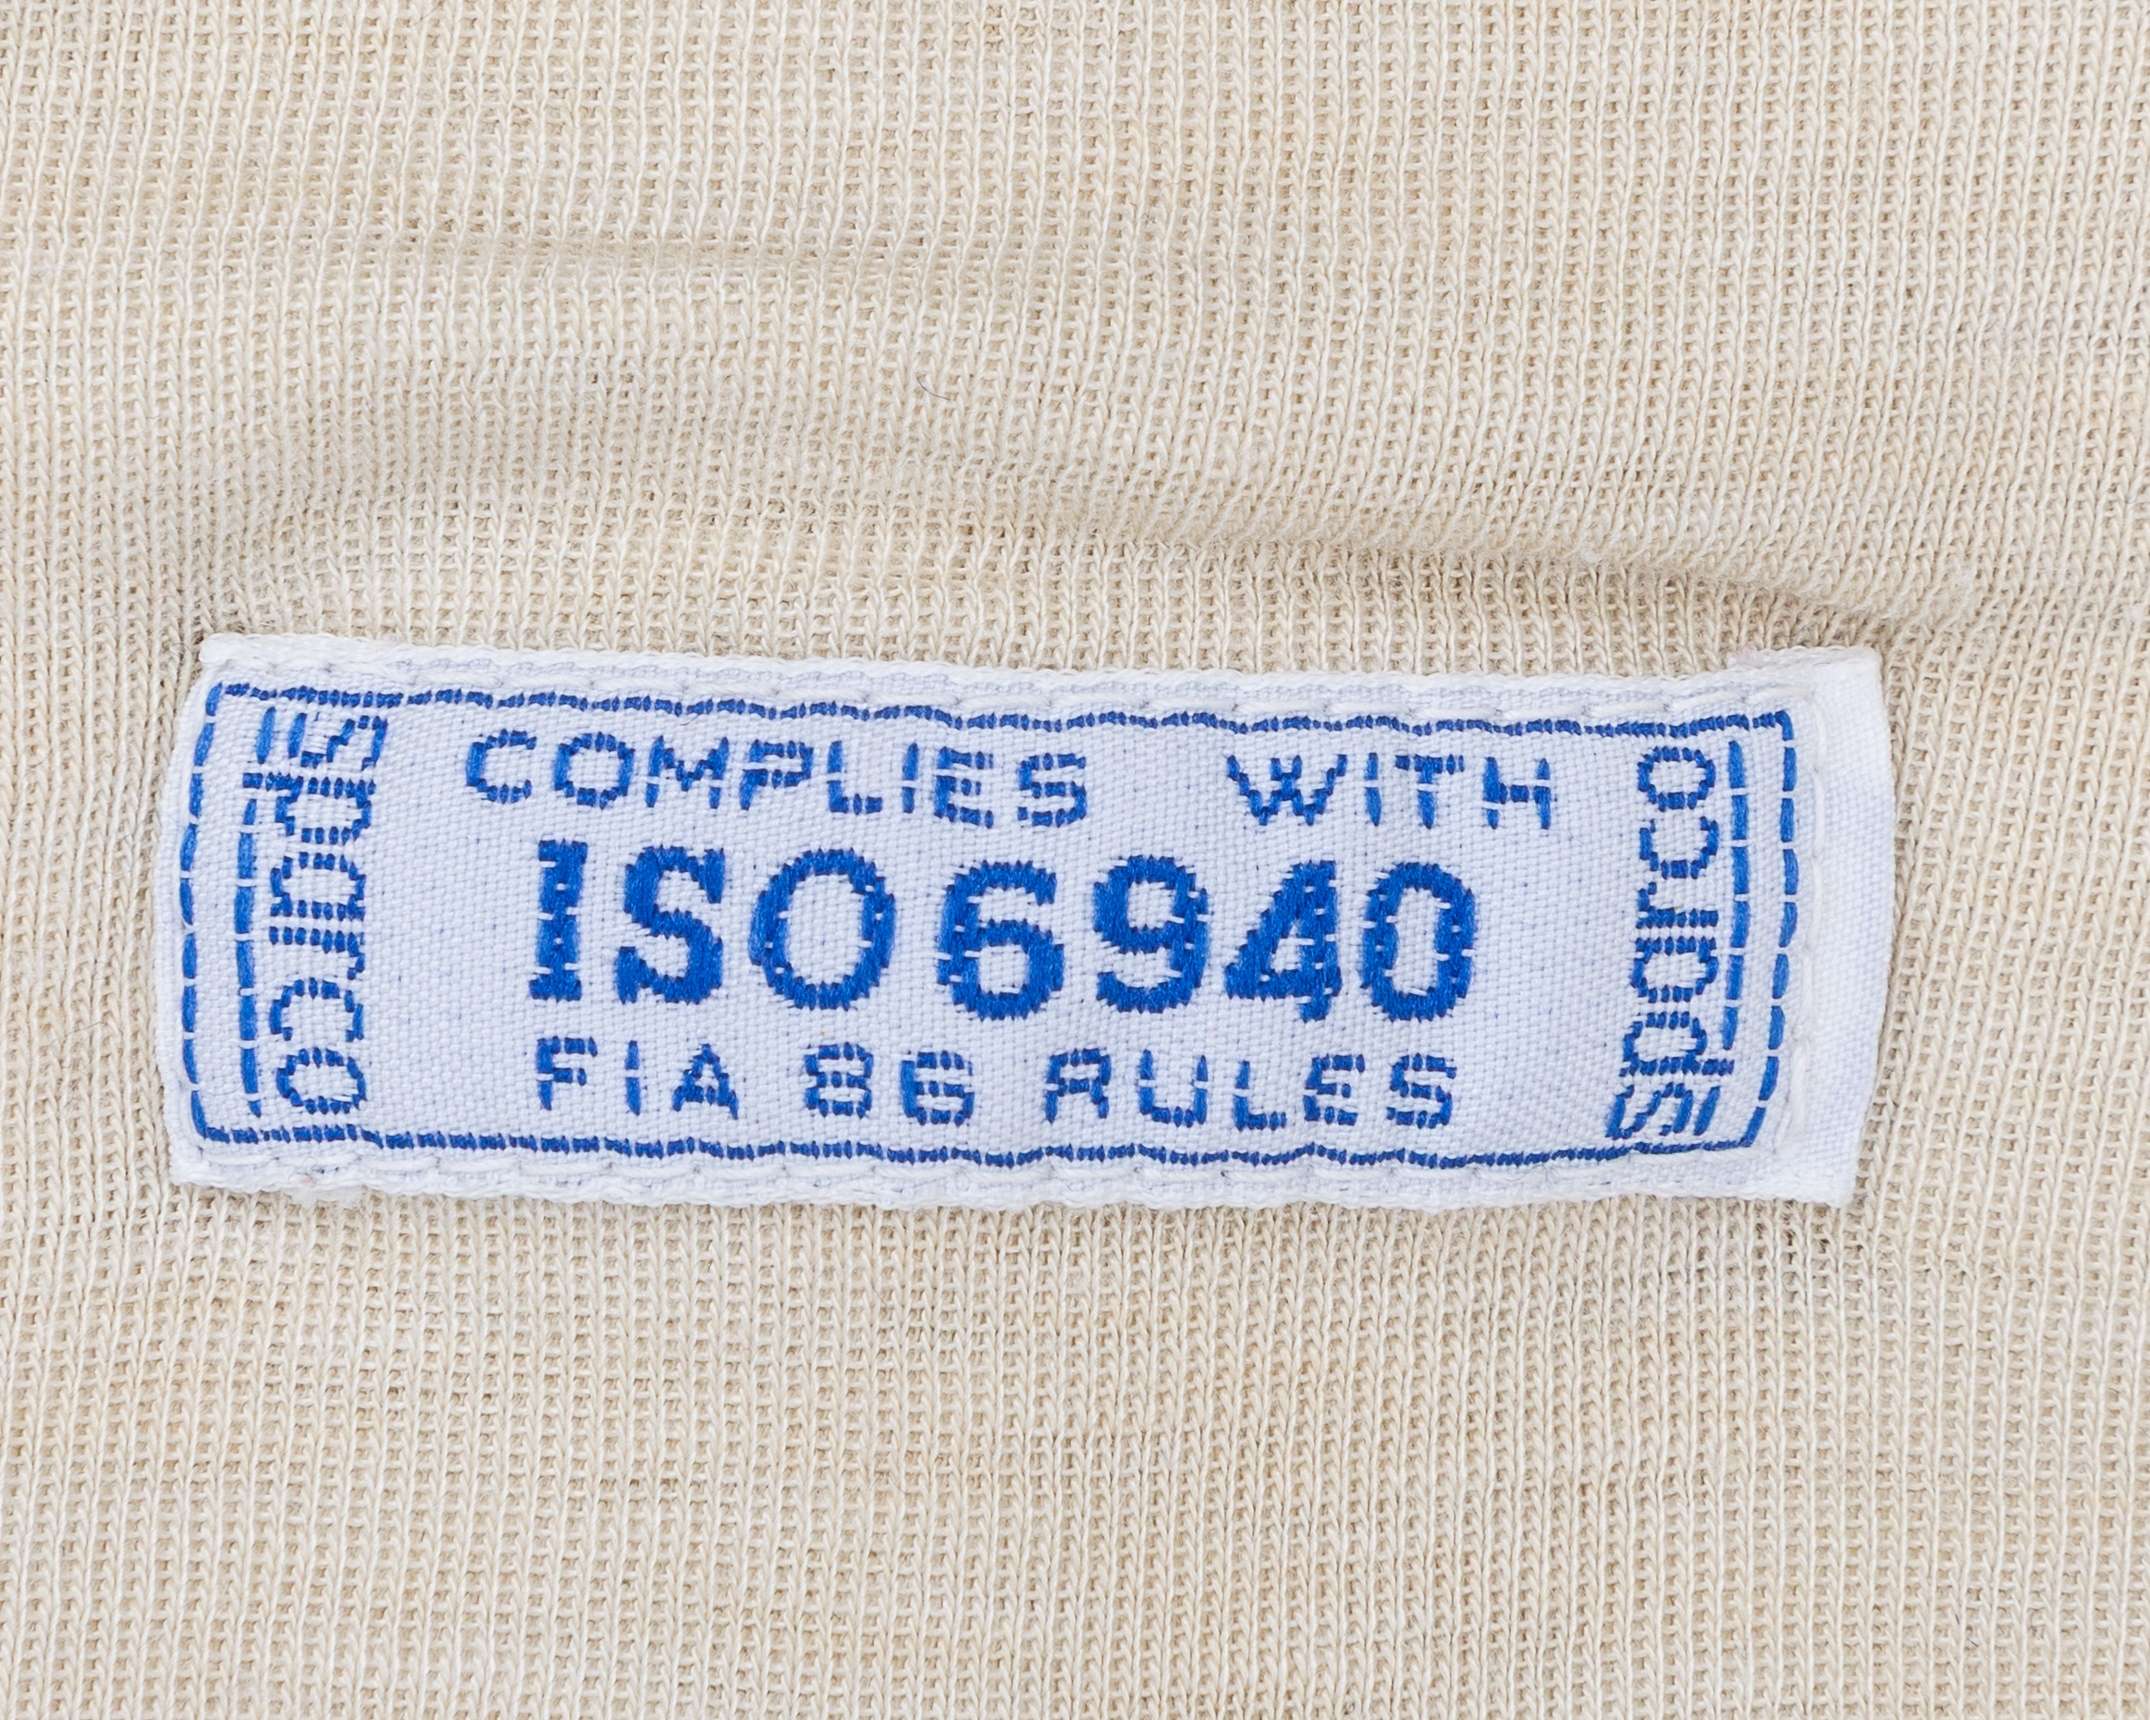 sparco
COMPLIES WITH
ISO6940
FIA 86 RULES
sparco